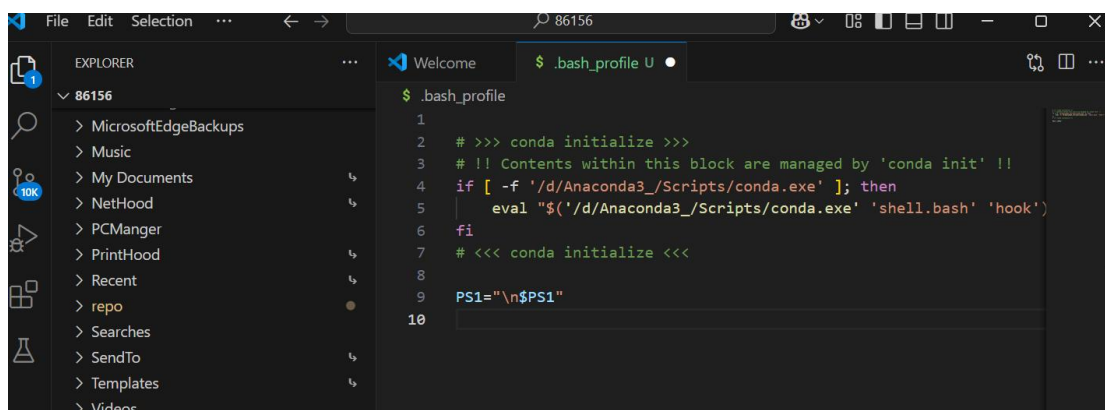 File Edit Selection ... ← → 86156
EXPLORER ...
86156
MicrosoftEdgeBackups
Music
My Documents
NetHood
PCManger
PrintHood
Recent
repo
Searches
SendTo
Templates
Videos
1
10K
Welcome
$ .bash_profile U ●
...
$ .bash_profile
1
2 # >>> conda initialize >>>
3 # !! Contents within this block are managed by 'conda init' !!
4 if [ -f '/d/Anaconda3_/Scripts/conda.exe' ]; then
5 eval "$('/d/Anaconda3_/Scripts/conda.exe' 'shell.bash' 'hook')
6 fi
7 # <<< conda initialize <<<
8
9 PS1="\n$PS1"
10